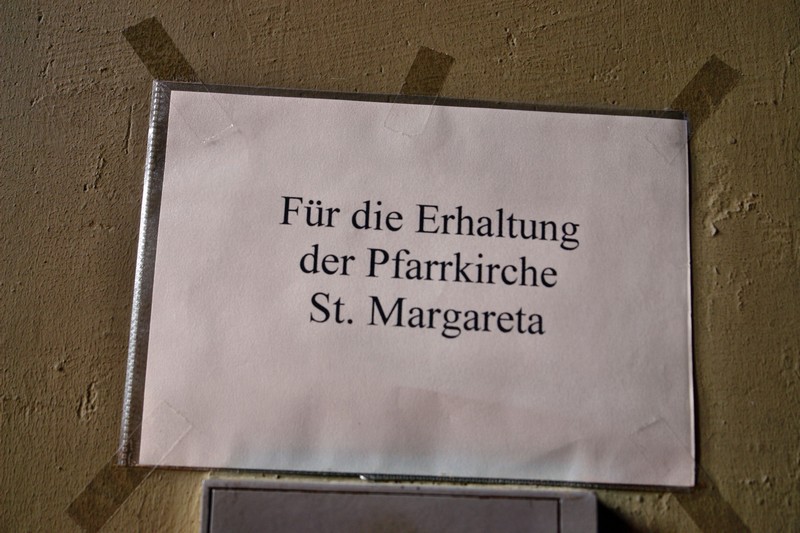 Für die Erhaltung
der Pfarrkirche
St. Margareta